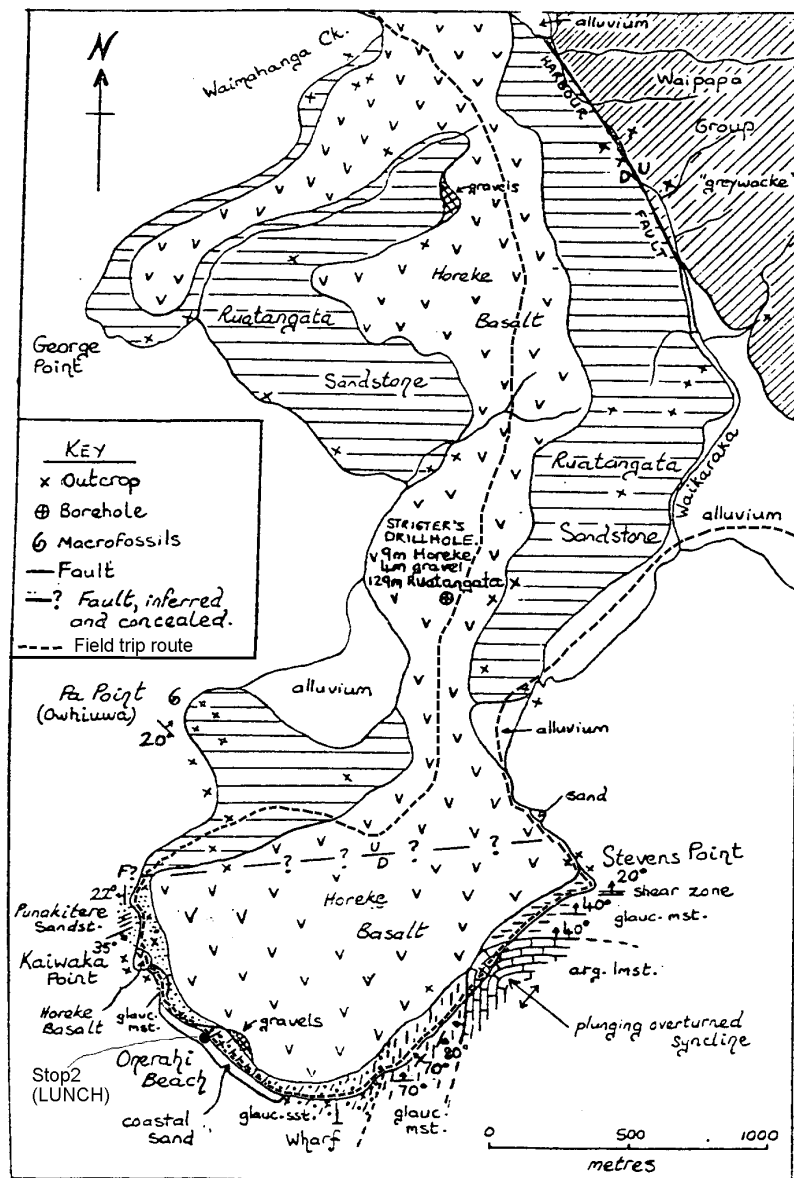 N
Waimahanga Ck.
alluvium
HARBOUR
FAULT
U
D
Waipapa
Group
"greywacke"
gravels
Horeke
Basalt
Ruatangata
Sandstone
George
Point
KEY
x Outcrop
⊕ Borehole
6 Macrofossils
Fault
? Fault, inferred
and concealed.
Field trip route
Ruatangata
Sandstone
Waikaraka
alluvium
STRIGTER'S
DRILLHOLE
9m Horeke
4m gravel
129m Ruatangata
Pa Point
(Owhiuwa)
6
20°
alluvium
alluvium
sand
U
D
? ? ? ?
Stevens Point
20°
shear zone
40°
glauc. mst.
40°
arg. lmst.
plunging overturned
syncline
F?
22°
Punakitere
Sandst.
35°
Kaiwaka
Point
Horeke
Basalt
Horeke
Basalt
glauc.
mst.
gravels
Onerahi
Beach
Stop2
(LUNCH)
coastal
sand
glauc. sst.
Wharf
80°
70°
70°
glauc.
mst.
0 500 1000
metres